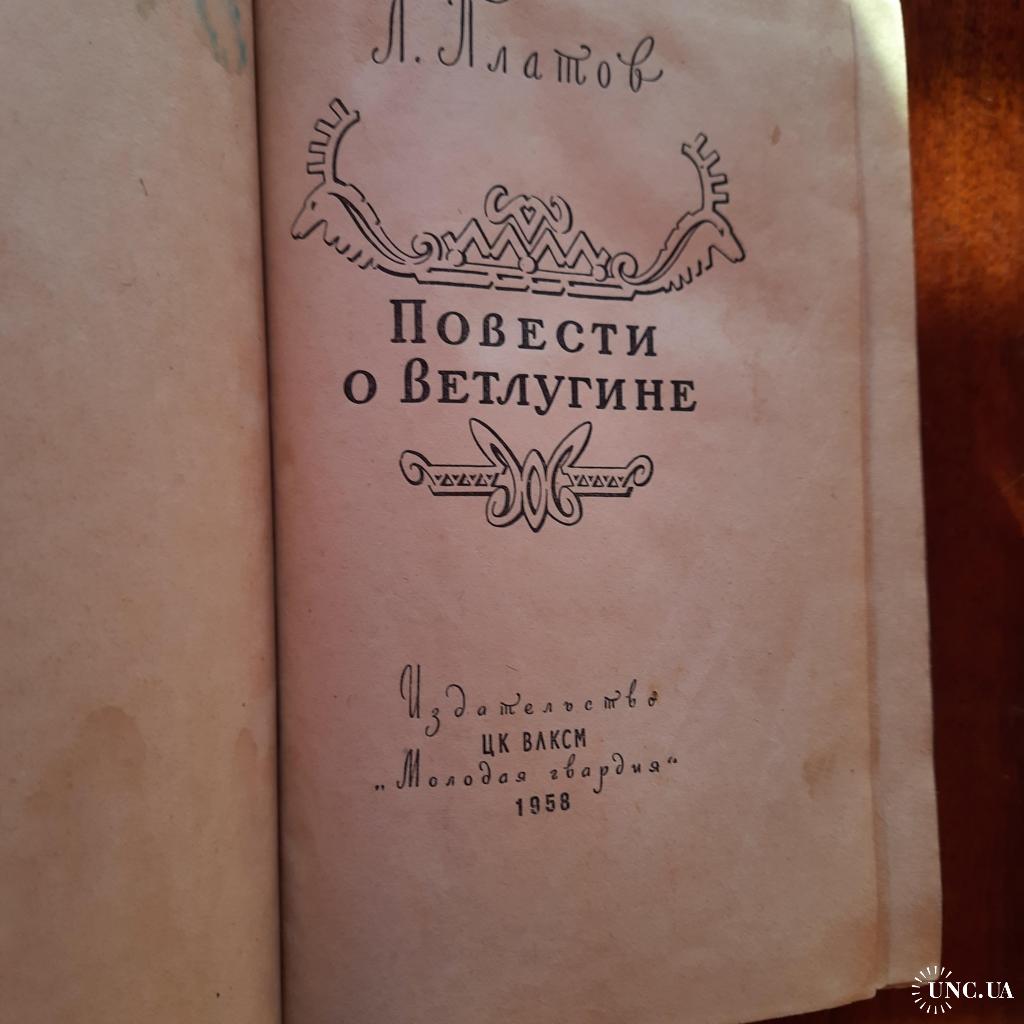 Л. Платов
Повести
о Ветлугине
Издательство
ЦК ВЛКСМ
„Молодая гвардия“
1958
UNC.UA